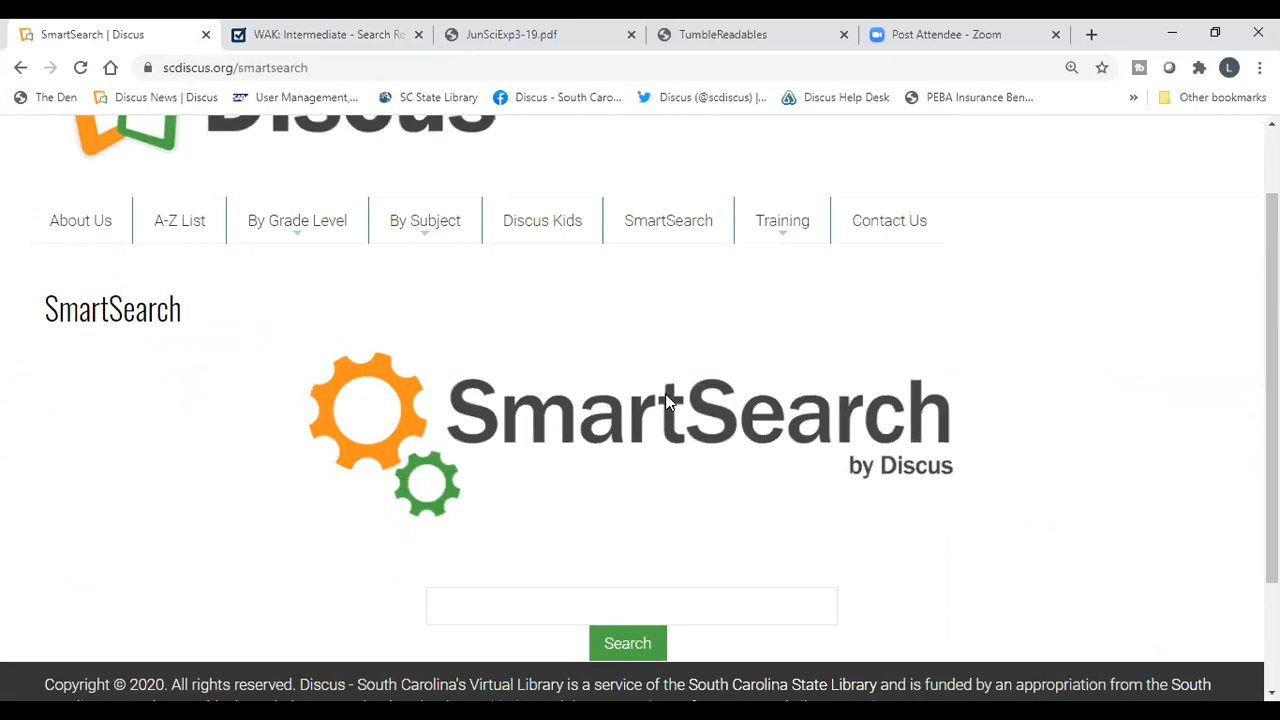 SmartSearch | Discus
WAK: Intermediate - Search Re
JunSciExp3-19.pdf
TumbleReadables
Post Attendee - Zoom
scdiscus.org/smartsearch
L
The Den
Discus News | Discus
User Management,...
SC State Library
Discus - South Caro...
Discus (@scdiscus) |...
Discus Help Desk
PEBA Insurance Ben...
»
Other bookmarks
Discus
About Us
A-Z List
By Grade Level
By Subject
Discus Kids
SmartSearch
Training
Contact Us
SmartSearch
SmartSearch
by Discus
Search
Copyright © 2020. All rights reserved. Discus - South Carolina's Virtual Library is a service of the South Carolina State Library and is funded by an appropriation from the South